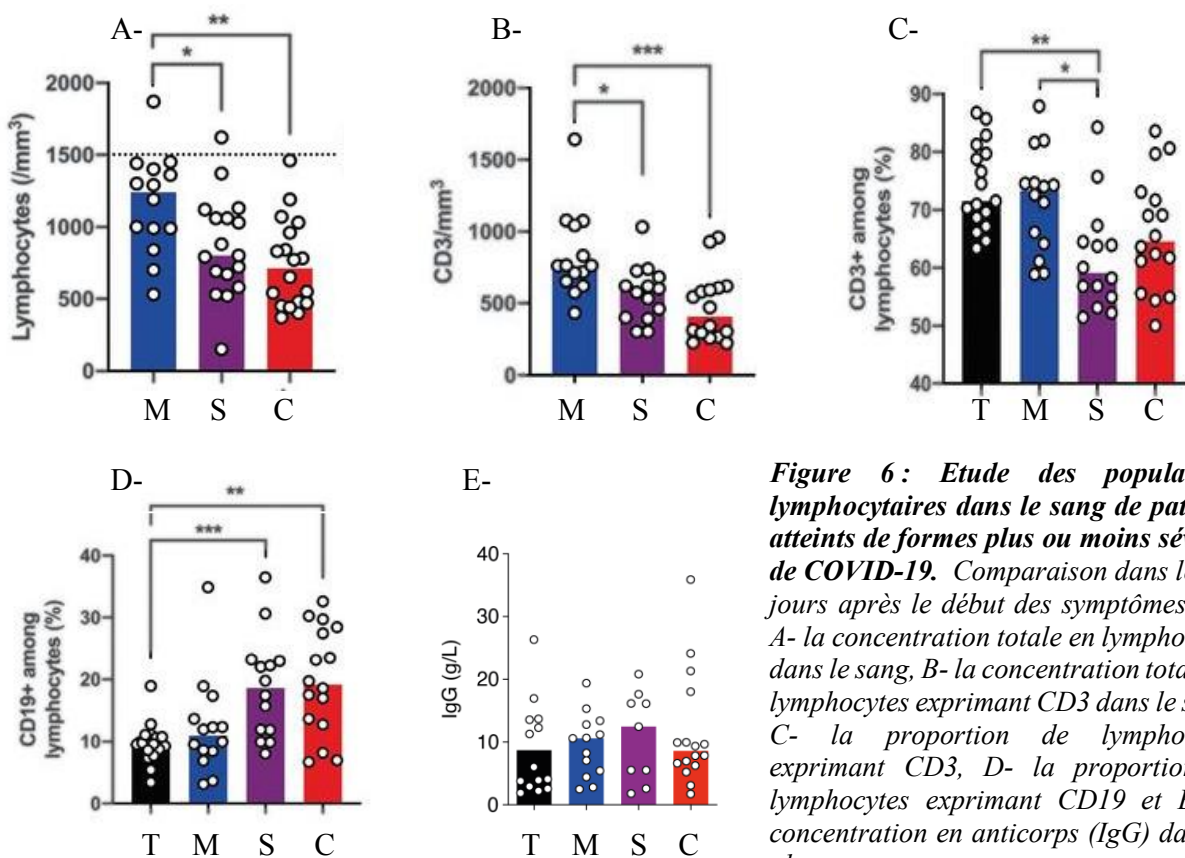 A-
**
*
2000
1500
1000
500
0
Lymphocytes (/mm³)
M S C
B-
***
*
2000
1500
1000
500
0
CD3/mm³
M S C
C-
**
*
90
80
70
60
50
40
CD3+ among
lymphocytes (%)
T M S C
D-
**
***
40
30
20
10
0
CD19+ among
lymphocytes (%)
T M S C
E-
40
30
20
10
0
IgG (g/L)
T M S C
Figure 6 : Etude des popula
lymphocytaires dans le sang de pat
atteints de formes plus ou moins sé
de COVID-19. Comparaison dans le
jours après le début des symptômes
A- la concentration totale en lympho
dans le sang, B- la concentration tota
lymphocytes exprimant CD3 dans le s
C- la proportion de lympho
exprimant CD3, D- la proportion
lymphocytes exprimant CD19 et E
concentration en anticorps (IgG) da